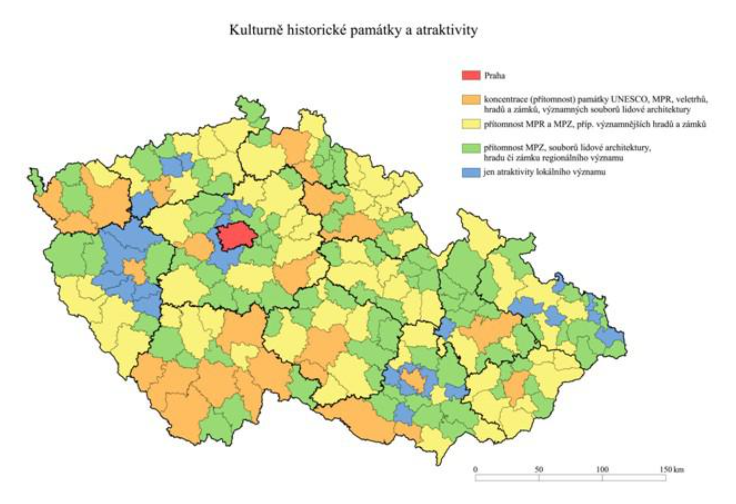 Kulturně historické památky a atraktivity
Praha
koncentrace (přítomnost) památky UNESCO, MPR, veletrhů,
hradů a zámků, významných souborů lidové architektury
přítomnost MPR a MPZ, příp. významnějších hradů a zámků
přítomnost MPZ, souborů lidové architektury,
hradu či zámku regionálního významu
jen atraktivity lokálního významu
0 50 100 150 km